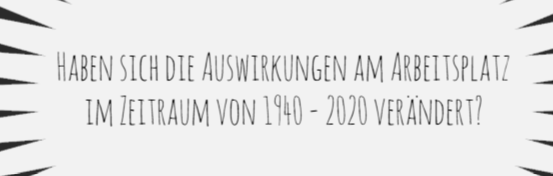 Haben sich die Auswirkungen am Arbeitsplatz
im Zeitraum von 1940 - 2020 verändert?